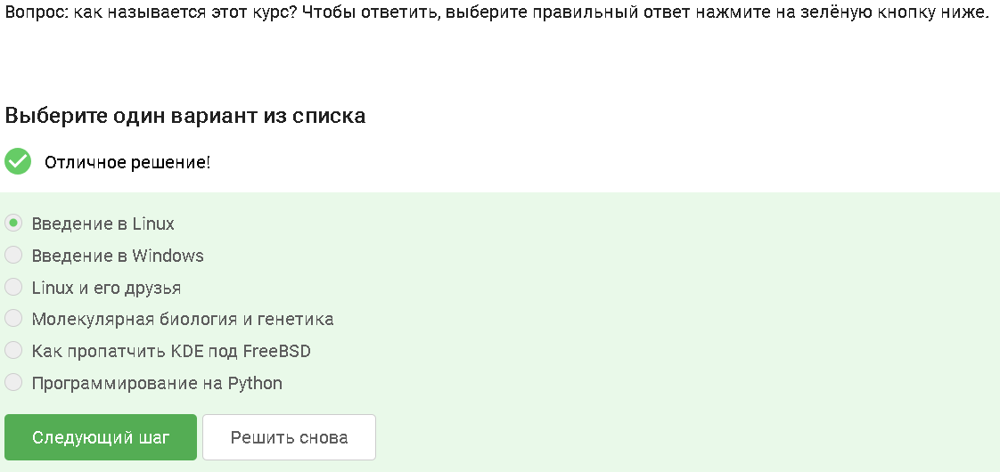 Вопрос: как называется этот курс? Чтобы ответить, выберите правильный ответ нажмите на зелёную кнопку ниже.
Выберите один вариант из списка
Отличное решение!
Введение в Linux
Введение в Windows
Linux и его друзья
Молекулярная биология и генетика
Как пропатчить KDE под FreeBSD
Программирование на Python
Следующий шаг
Решить снова